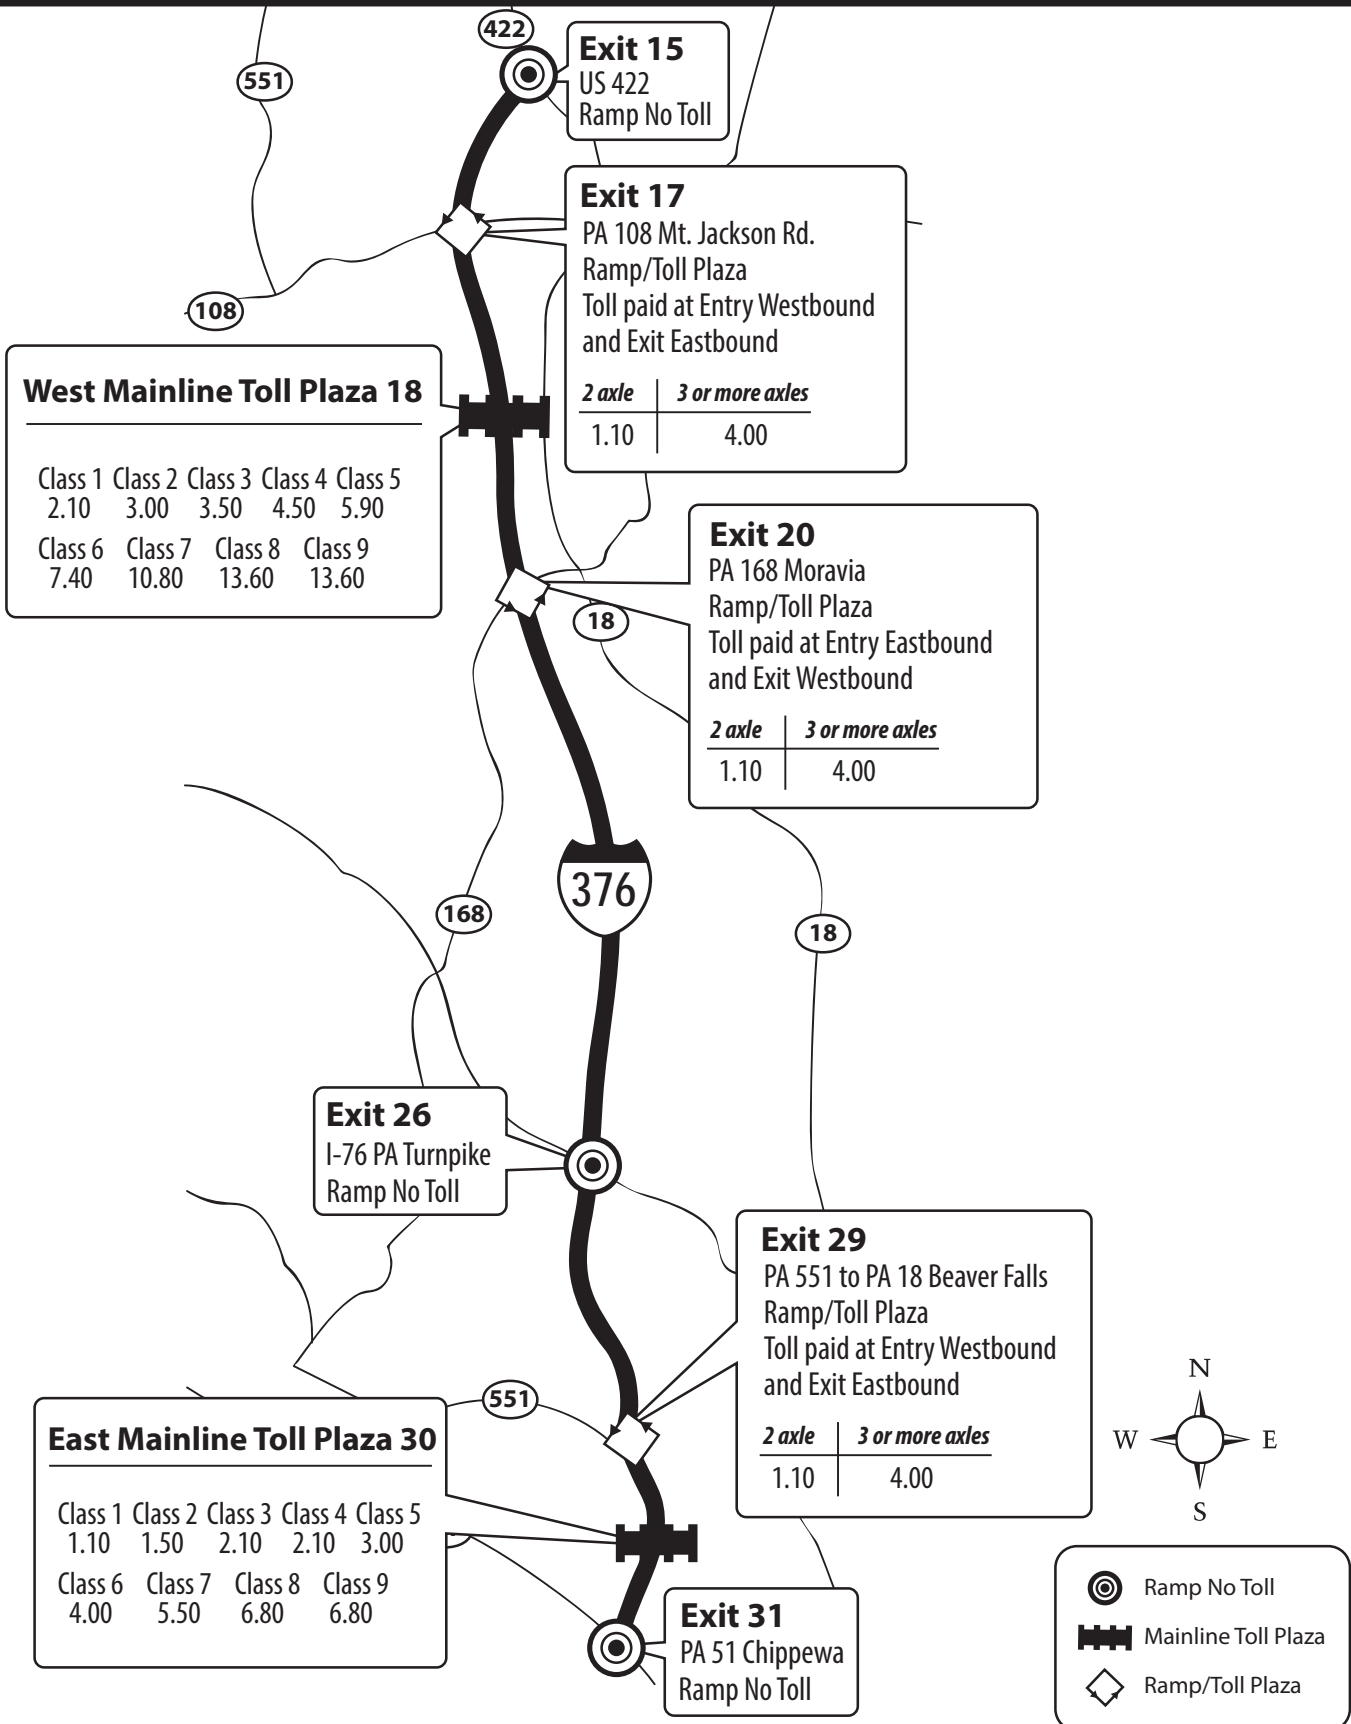 422
Exit 15
US 422
Ramp No Toll
551
Exit 17
PA 108 Mt. Jackson Rd.
Ramp/Toll Plaza
Toll paid at Entry Westbound
and Exit Eastbound
2 axle 3 or more axles
1.10 4.00
108
West Mainline Toll Plaza 18
Class 1 Class 2 Class 3 Class 4 Class 5
2.10 3.00 3.50 4.50 5.90
Class 6 Class 7 Class 8 Class 9
7.40 10.80 13.60 13.60
Exit 20
PA 168 Moravia
Ramp/Toll Plaza
Toll paid at Entry Eastbound
and Exit Westbound
2 axle 3 or more axles
1.10 4.00
18
376
168
18
Exit 26
I-76 PA Turnpike
Ramp No Toll
Exit 29
PA 551 to PA 18 Beaver Falls
Ramp/Toll Plaza
Toll paid at Entry Westbound
and Exit Eastbound
2 axle 3 or more axles
1.10 4.00
551
East Mainline Toll Plaza 30
Class 1 Class 2 Class 3 Class 4 Class 5
1.10 1.50 2.10 2.10 3.00
Class 6 Class 7 Class 8 Class 9
4.00 5.50 6.80 6.80
Exit 31
PA 51 Chippewa
Ramp No Toll
N
W E
S
Ramp No Toll
Mainline Toll Plaza
Ramp/Toll Plaza